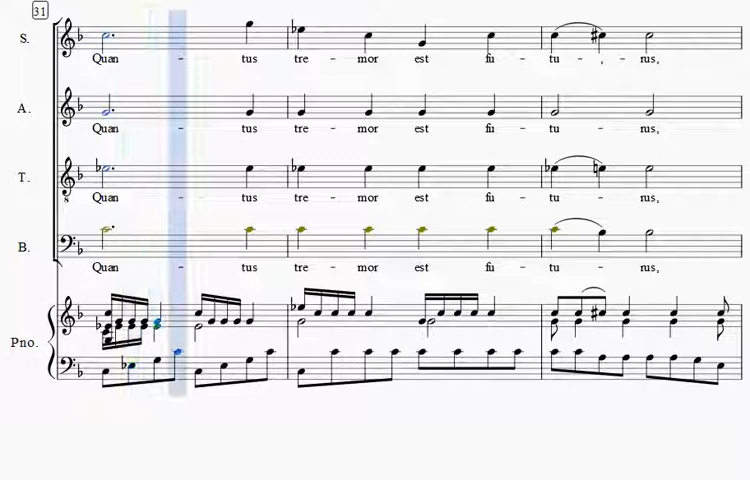 31
S.
Quan - tus tre - mor est fu - tu - , - rus,
A.
Quan - tus tre - mor est fu - tu - rus,
T.
8
Quan - tus tre - mor est fu - tu - rus,
B.
Quan - tus tre - mor est fu - tu - rus,
Pno.